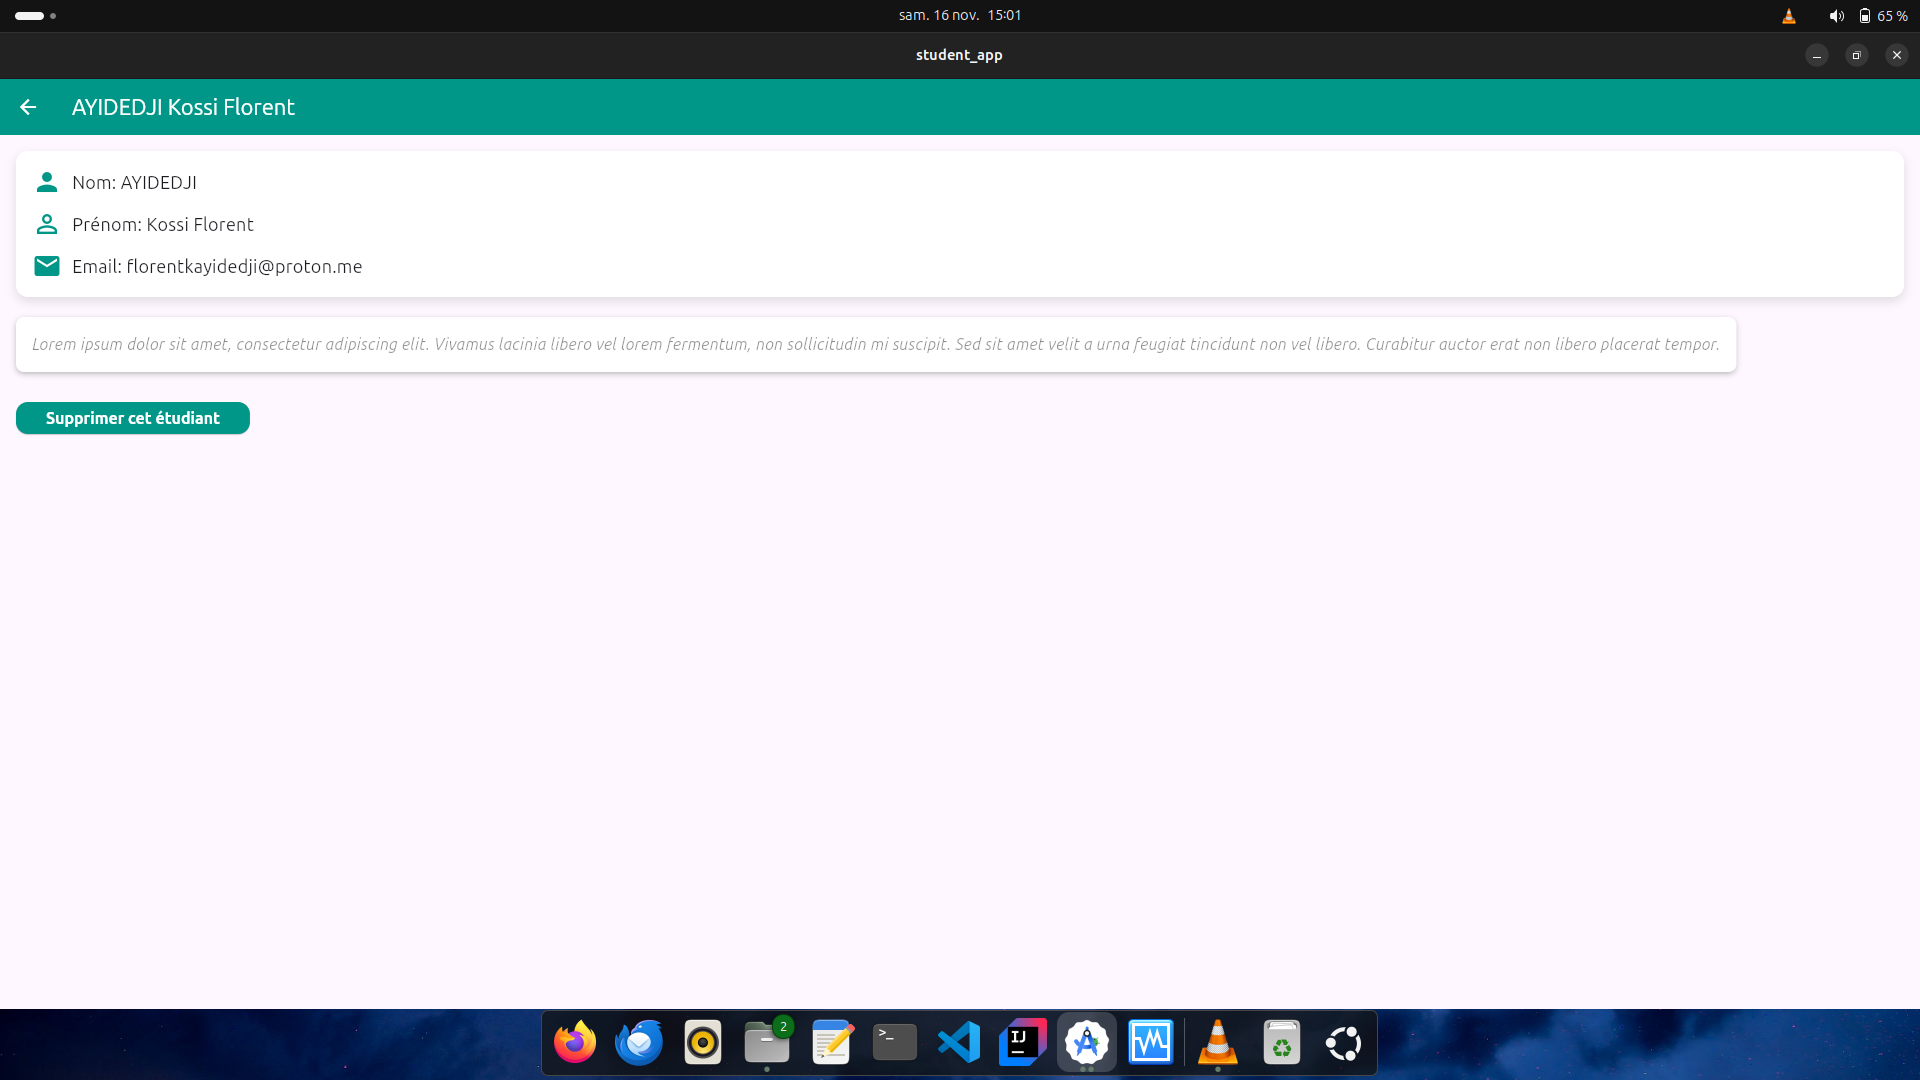 sam. 16 nov. 15:01
65 %
student_app
AYIDEDJI Kossi Florent
Nom: AYIDEDJI
Prénom: Kossi Florent
Email: florentkayidedji@proton.me
Lorem ipsum dolor sit amet, consectetur adipiscing elit. Vivamus lacinia libero vel lorem fermentum, non sollicitudin mi suscipit. Sed sit amet velit a urna feugiat tincidunt non vel libero. Curabitur auctor erat non libero placerat tempor.
Supprimer cet étudiant
2
>_
IJ